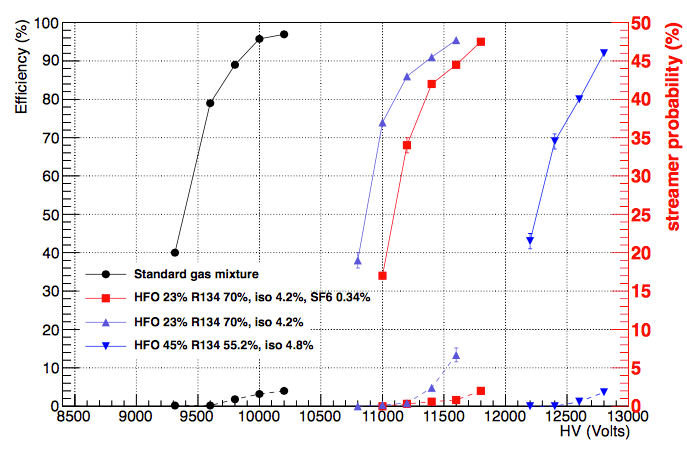 Efficiency (%)
100
90
80
70
60
50
40
30
20
10
0
Standard gas mixture
HFO 23% R134 70%, iso 4.2%, SF6 0.34%
HFO 23% R134 70%, iso 4.2%
HFO 45% R134 55.2%, iso 4.8%
8500 9000 9500 10000 10500 11000 11500 12000 12500 13000
HV (Volts)
50
45
40
35
30
25
20
15
10
5
0
streamer probability (%)